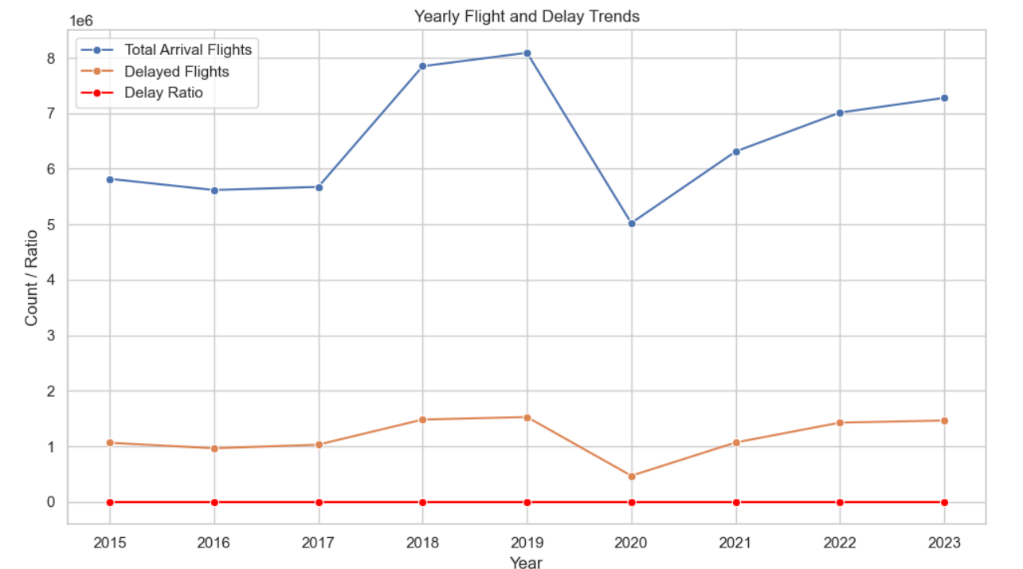 Yearly Flight and Delay Trends
1e6
Total Arrival Flights
Delayed Flights
Delay Ratio
8
7
6
5
4
3
2
1
0
Count / Ratio
2015 2016 2017 2018 2019 2020 2021 2022 2023
Year